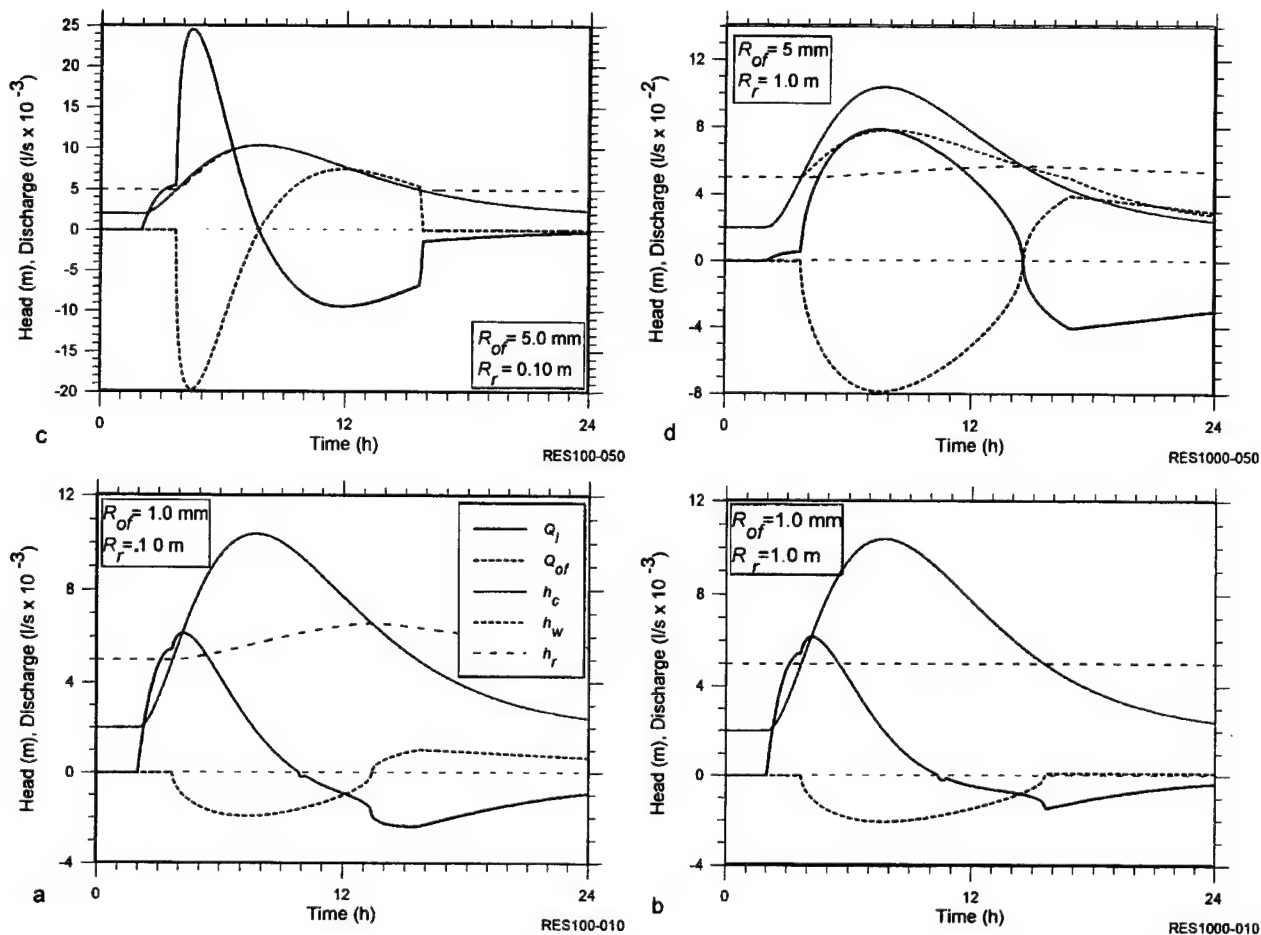 Head (m), Discharge (l/s x 10⁻³)
25
20
15
10
5
0
-5
-10
-15
-20
R_of= 5.0 mm
R_r = 0.10 m
0
12
24
Time (h)
c
RES100-050
Head (m), Discharge (l/s x 10⁻²)
12
8
4
0
-4
-8
R_of= 5 mm
R_r= 1.0 m
0
12
24
Time (h)
d
RES1000-050
Head (m), Discharge (l/s x 10⁻³)
12
8
4
0
-4
R_of= 1.0 mm
R_r=.1 0 m
Q_l
Q_of
h_c
h_w
h_r
0
12
24
Time (h)
a
RES100-010
Head (m), Discharge (l/s x 10⁻³)
12
8
4
0
-4
R_of=1.0 mm
R_r=1.0 m
0
12
24
Time (h)
b
RES1000-010